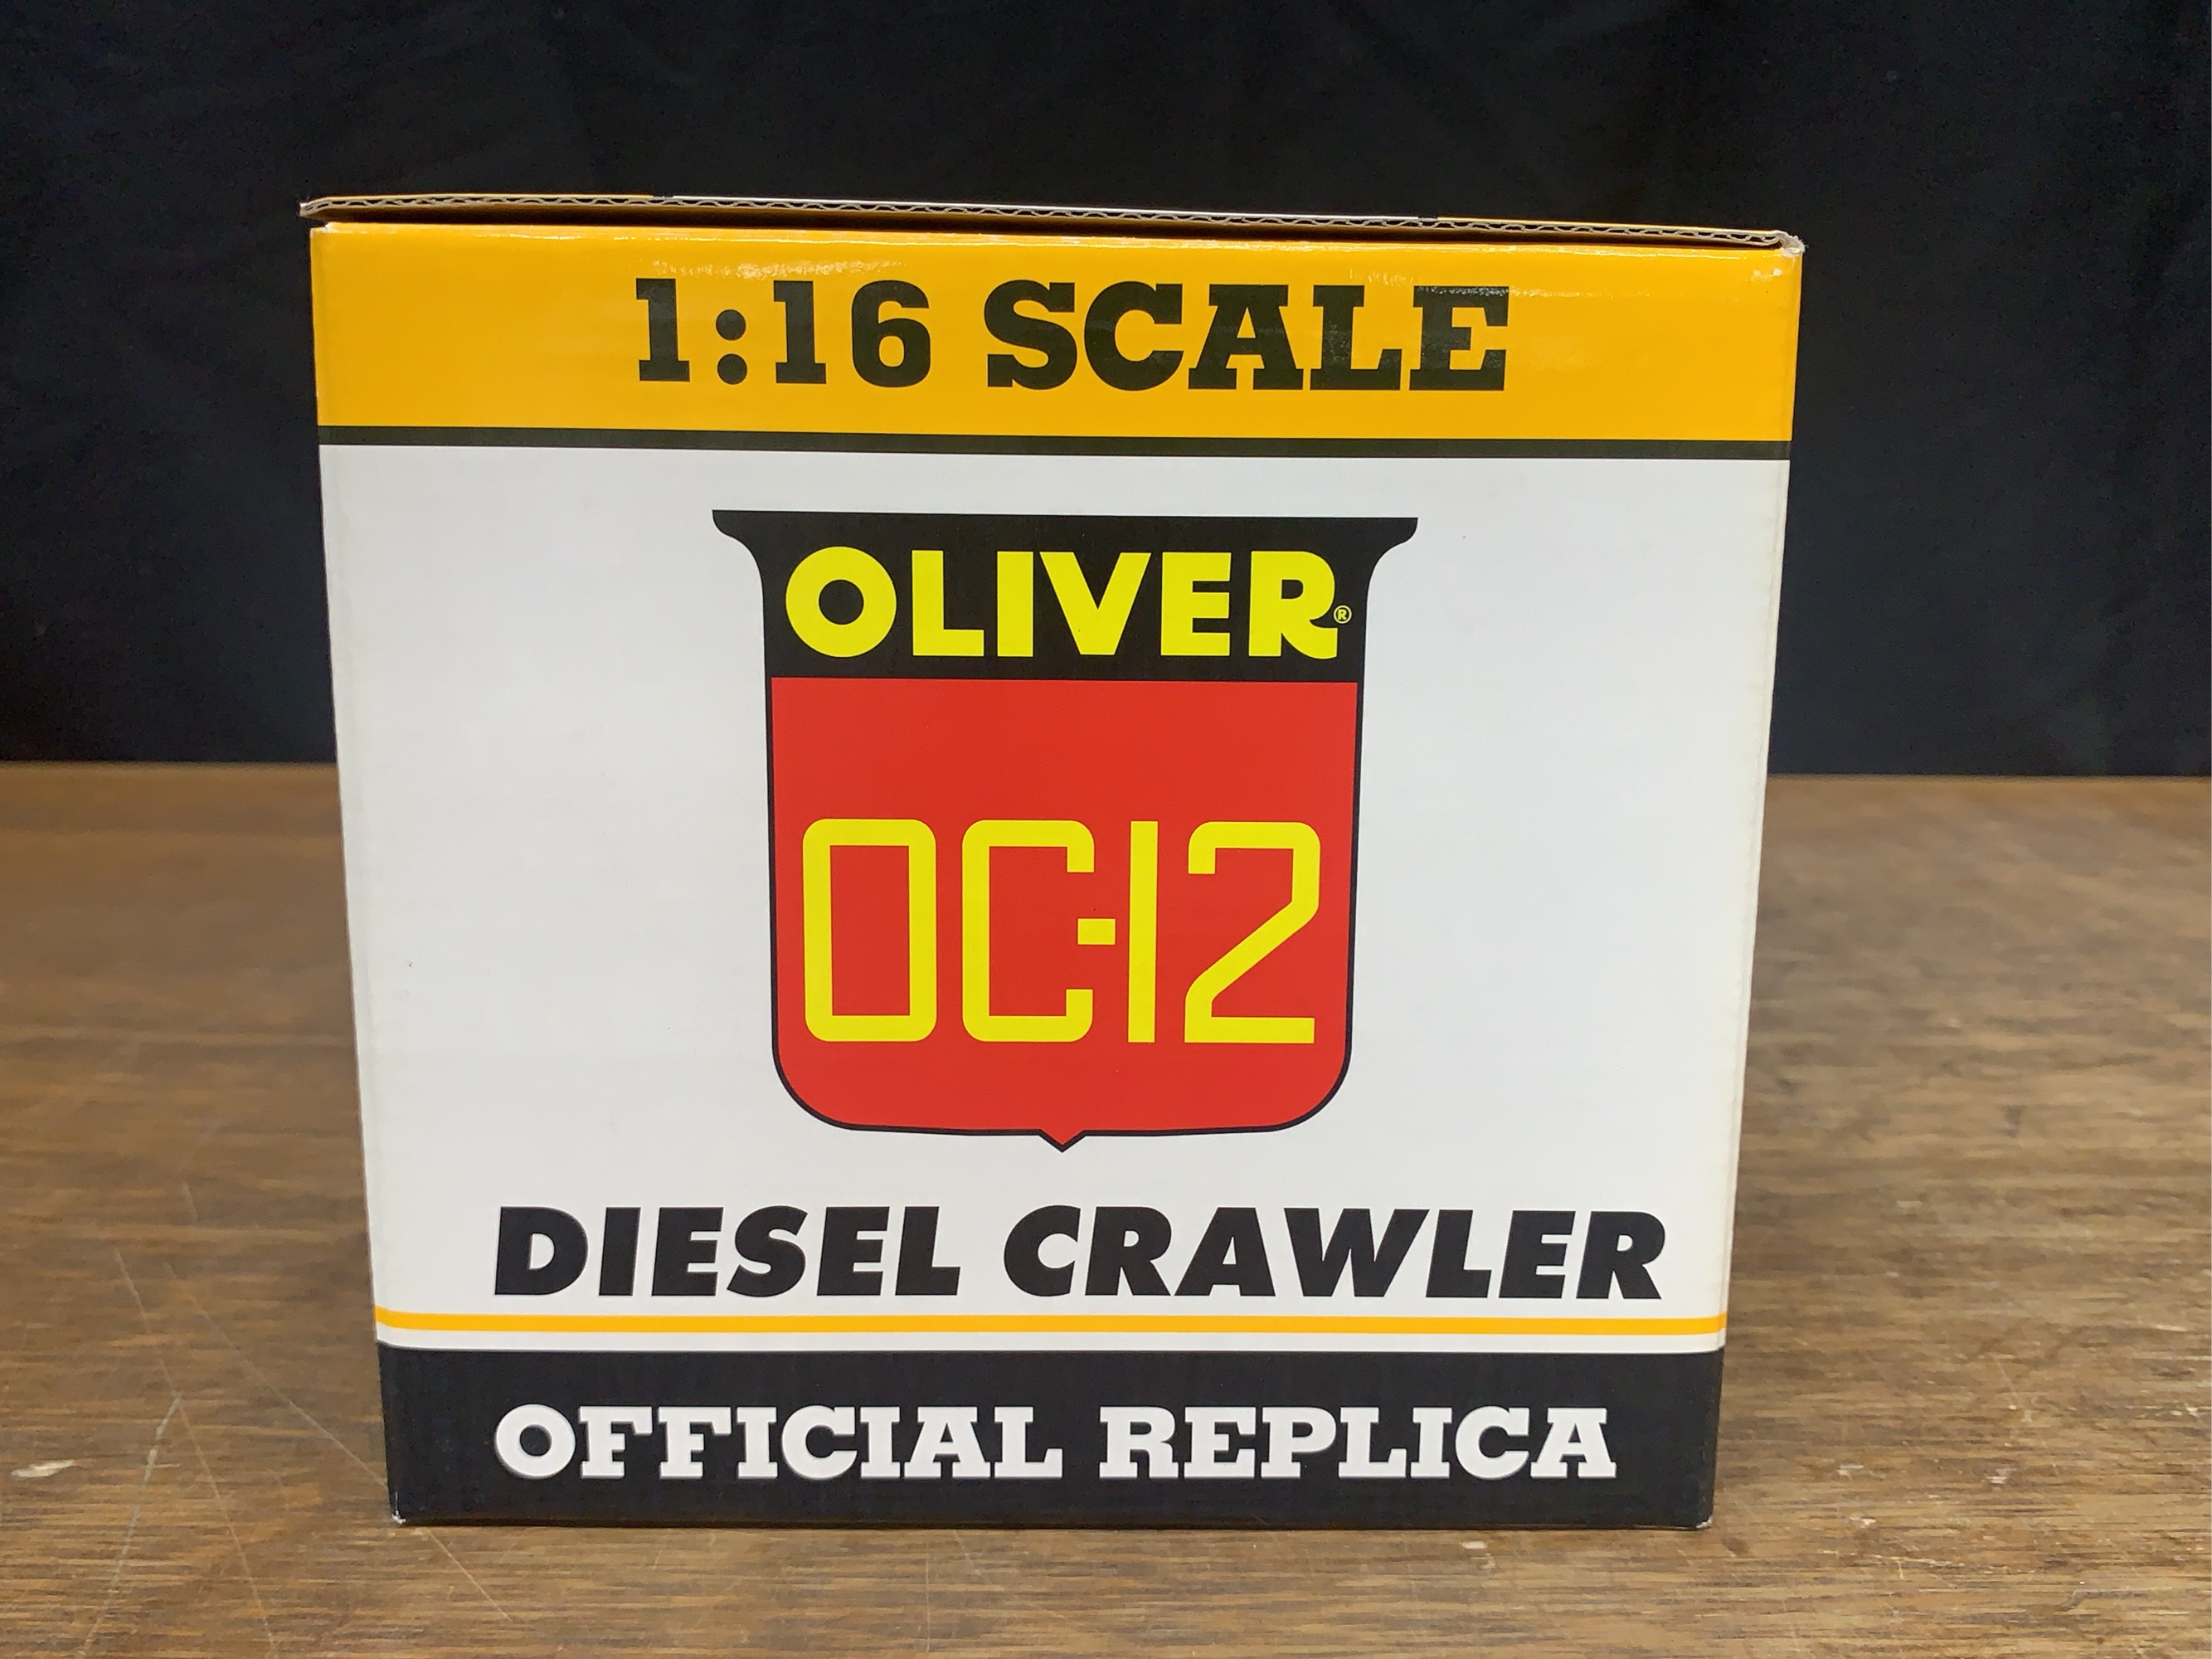 1:16 SCALE
OLIVER®
OC-12
DIESEL CRAWLER
OFFICIAL REPLICA